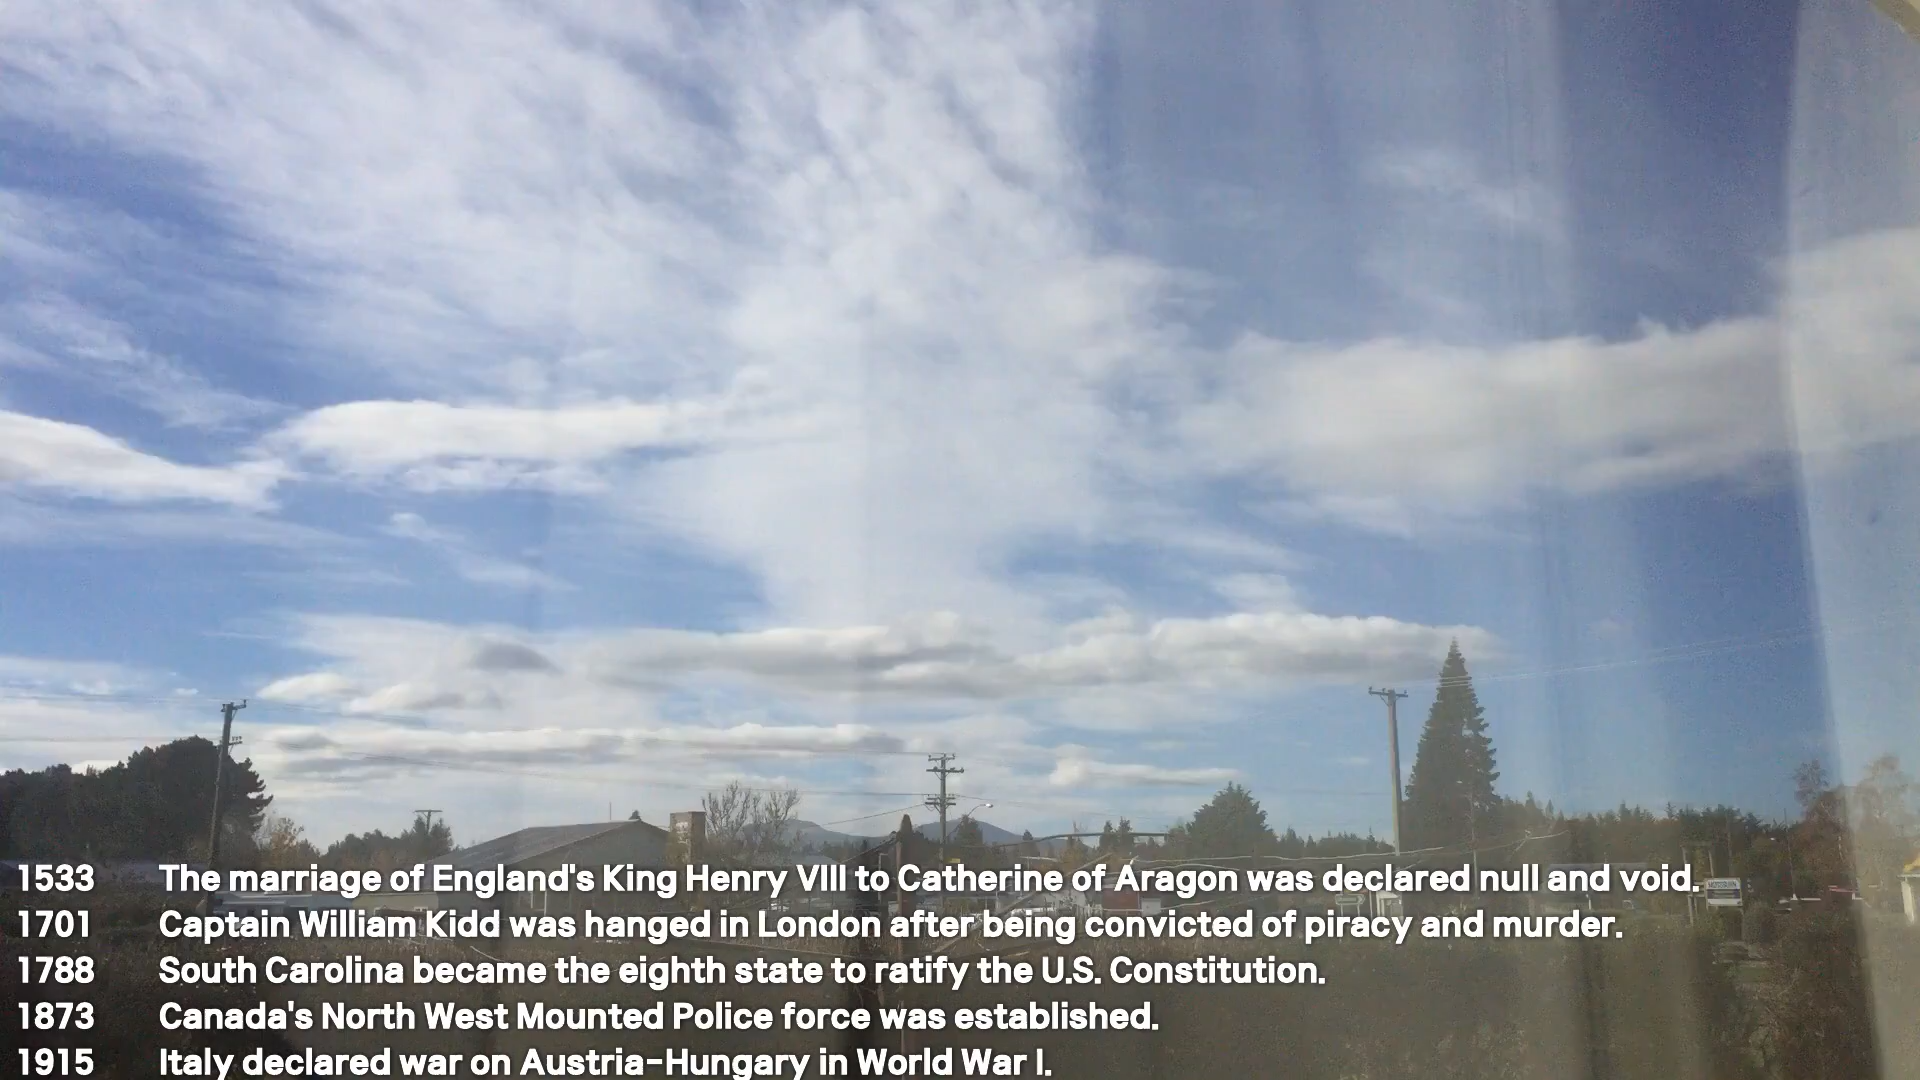 1533 The marriage of England's King Henry VIII to Catherine of Aragon was declared null and void.
1701 Captain William Kidd was hanged in London after being convicted of piracy and murder.
1788 South Carolina became the eighth state to ratify the U.S. Constitution.
1873 Canada's North West Mounted Police force was established.
1915 Italy declared war on Austria-Hungary in World War I.